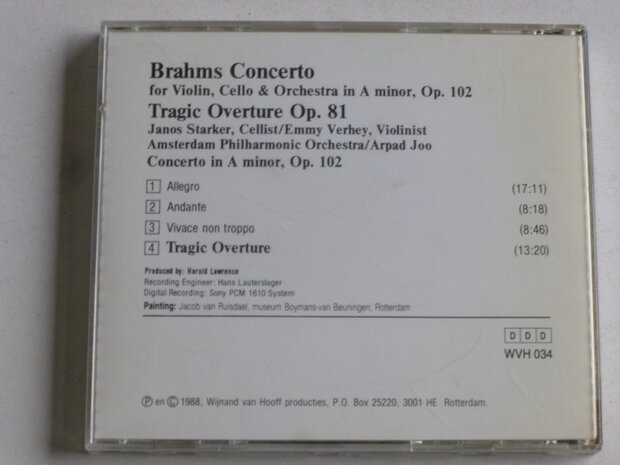 Brahms Concerto
for Violin, Cello & Orchestra in A minor, Op. 102
Tragic Overture Op. 81
Janos Starker, Cellist/Emmy Verhey, Violinist
Amsterdam Philharmonic Orchestra/Arpad Joo
Concerto in A minor, Op. 102
1 Allegro (17:11)
2 Andante (8:18)
3 Vivace non troppo (8:46)
4 Tragic Overture (13:20)
Produced by: Harold Lawrence
Recording Engineer: Hans Lauterslager
Digital Recording: Sony PCM 1610 System
Painting: Jacob van Ruisdael, museum Boymans-van Beuningen, Rotterdam
D D D
WVH 034
Ⓟ en © 1988, Wijnand van Hooff producties, P.O. Box 25220, 3001 HE Rotterdam.